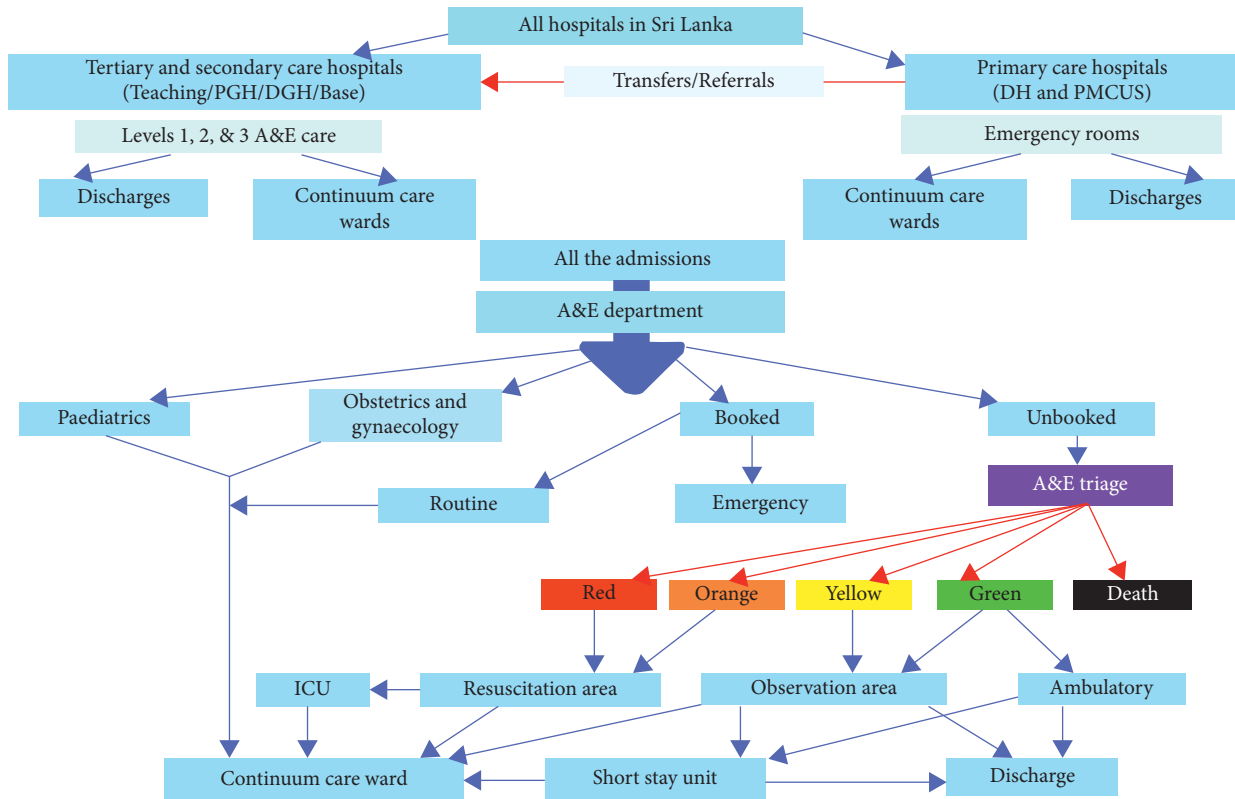 All hospitals in Sri Lanka
Tertiary and secondary care hospitals
(Teaching/PGH/DGH/Base)
Transfers/Referrals
Primary care hospitals
(DH and PMCUS)
Levels 1, 2, & 3 A&E care
Emergency rooms
Discharges
Continuum care
wards
Continuum care
wards
Discharges
All the admissions
A&E department
Paediatrics
Obstetrics and
gynaecology
Booked
Unbooked
Routine
Emergency
A&E triage
Red
Orange
Yellow
Green
Death
ICU
Resuscitation area
Observation area
Ambulatory
Continuum care ward
Short stay unit
Discharge